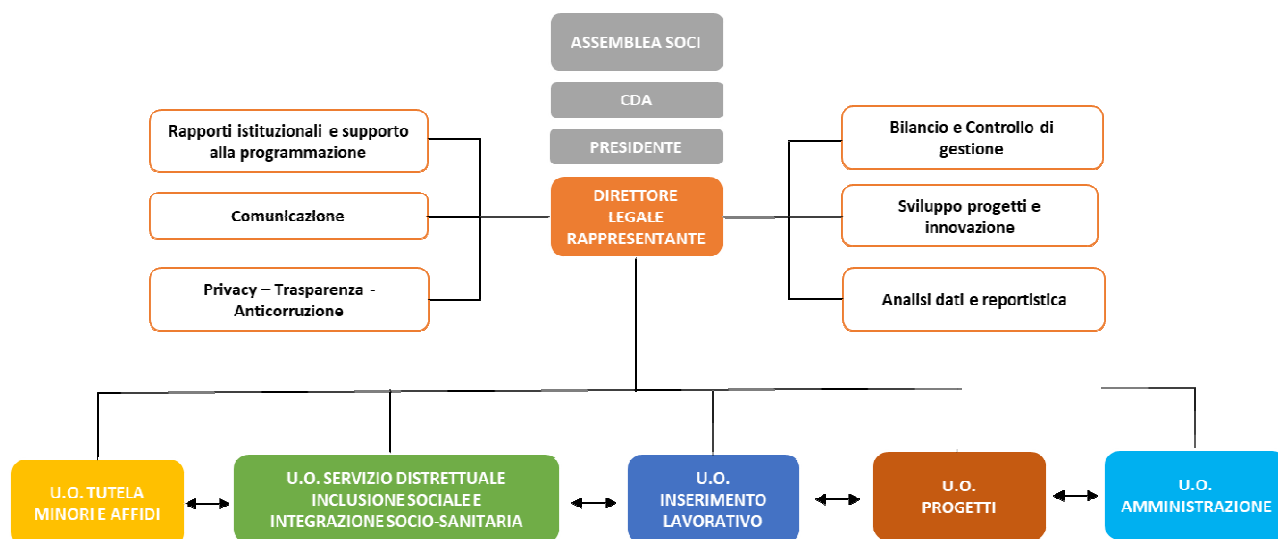 ASSEMBLEA SOCI
CDA
PRESIDENTE
DIRETTORE
LEGALE
RAPPRESENTANTE
Rapporti istituzionali e supporto
alla programmazione
Comunicazione
Privacy – Trasparenza -
Anticorruzione
Bilancio e Controllo di
gestione
Sviluppo progetti e
innovazione
Analisi dati e reportistica
U.O. TUTELA
MINORI E AFFIDI
U.O. SERVIZIO DISTRETTUALE
INCLUSIONE SOCIALE E
INTEGRAZIONE SOCIO-SANITARIA
U.O.
INSERIMENTO
LAVORATIVO
U.O.
PROGETTI
U.O.
AMMINISTRAZIONE